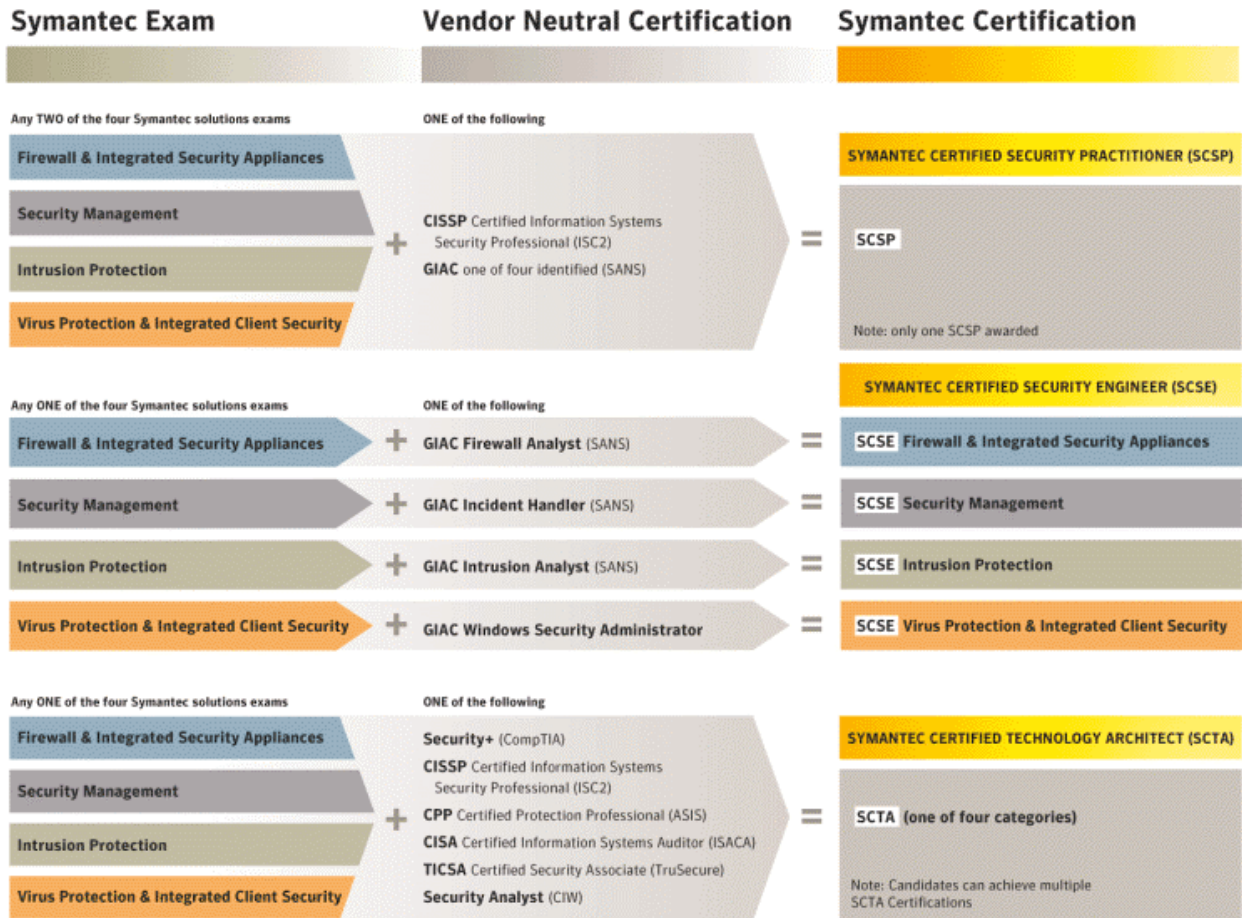 Symantec Exam
Vendor Neutral Certification
Symantec Certification
Any TWO of the four Symantec solutions exams
Firewall & Integrated Security Appliances
Security Management
Intrusion Protection
Virus Protection & Integrated Client Security
+
ONE of the following
CISSP Certified Information Systems
Security Professional (ISC2)
GIAC one of four identified (SANS)
=
SYMANTEC CERTIFIED SECURITY PRACTITIONER (SCSP)
SCSP
Note: only one SCSP awarded
SYMANTEC CERTIFIED SECURITY ENGINEER (SCSE)
Any ONE of the four Symantec solutions exams
ONE of the following
Firewall & Integrated Security Appliances + GIAC Firewall Analyst (SANS) = SCSE Firewall & Integrated Security Appliances
Security Management + GIAC Incident Handler (SANS) = SCSE Security Management
Intrusion Protection + GIAC Intrusion Analyst (SANS) = SCSE Intrusion Protection
Virus Protection & Integrated Client Security + GIAC Windows Security Administrator = SCSE Virus Protection & Integrated Client Security
Any ONE of the four Symantec solutions exams
Firewall & Integrated Security Appliances
Security Management
Intrusion Protection
Virus Protection & Integrated Client Security
+
ONE of the following
Security+ (CompTIA)
CISSP Certified Information Systems
Security Professional (ISC2)
CPP Certified Protection Professional (ASIS)
CISA Certified Information Systems Auditor (ISACA)
TICSA Certified Security Associate (TruSecure)
Security Analyst (CIW)
=
SYMANTEC CERTIFIED TECHNOLOGY ARCHITECT (SCTA)
SCTA (one of four categories)
Note: Candidates can achieve multiple
SCTA Certifications